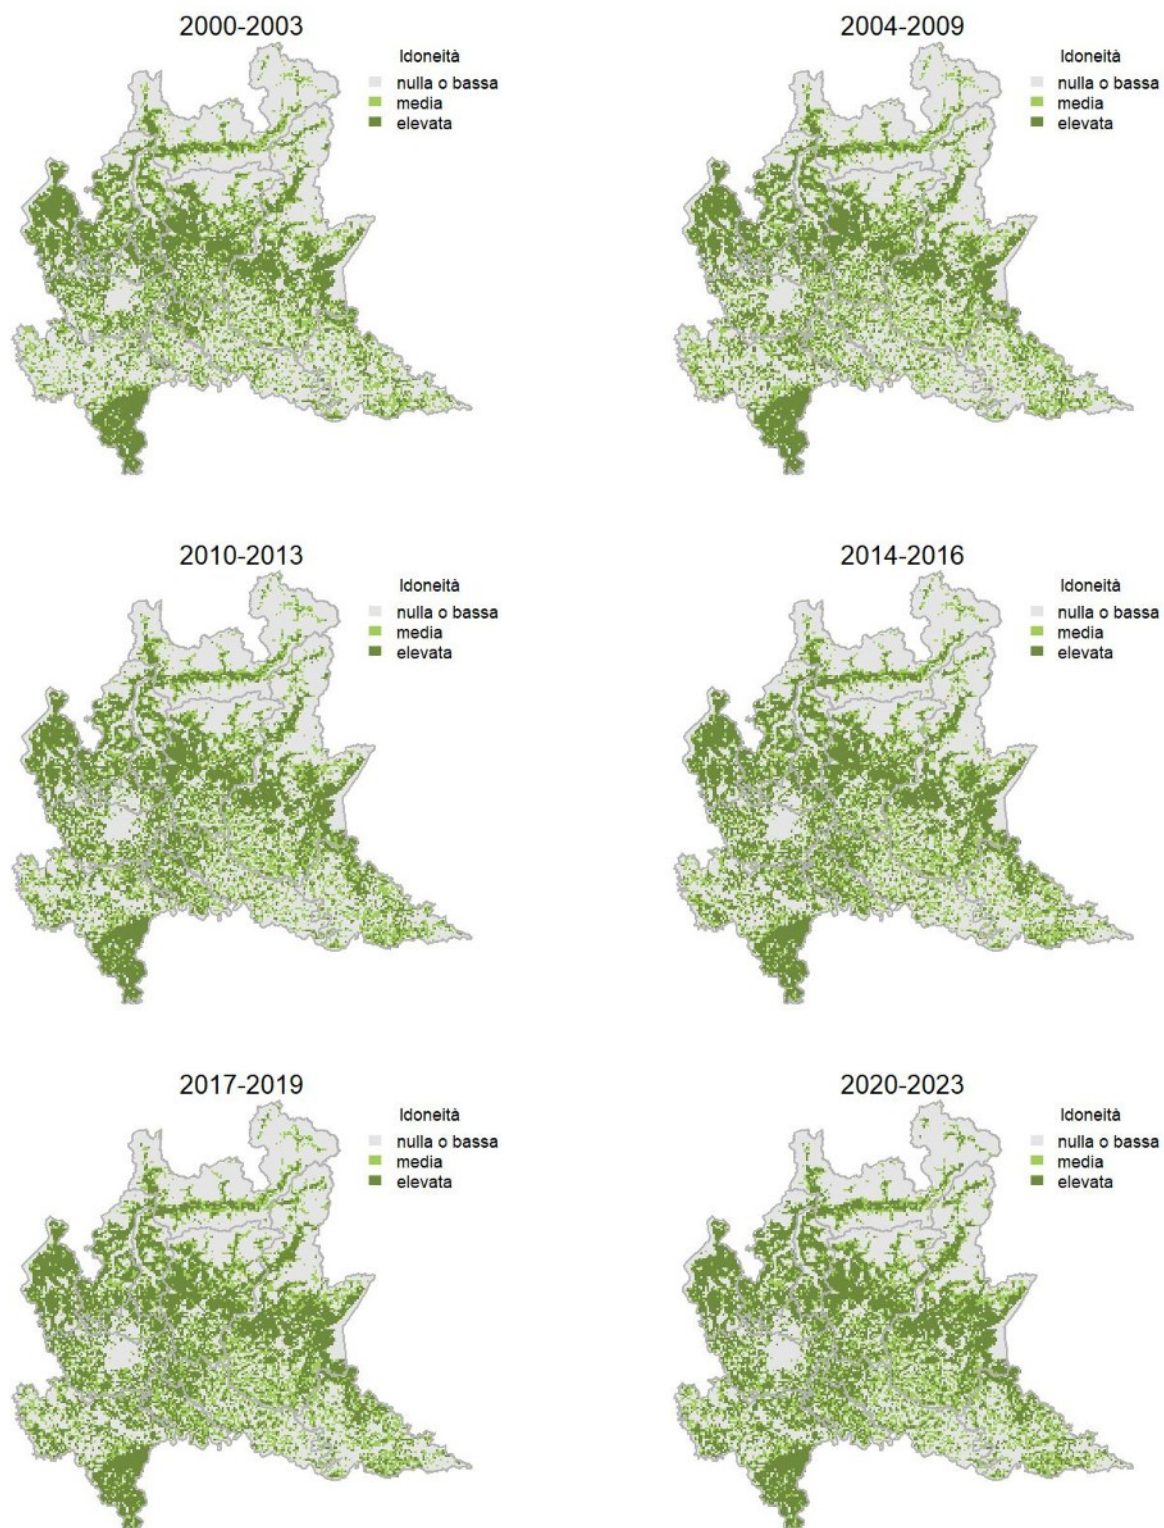 2000-2003
Idoneità
nulla o bassa
media
elevata
2004-2009
Idoneità
nulla o bassa
media
elevata
2010-2013
Idoneità
nulla o bassa
media
elevata
2014-2016
Idoneità
nulla o bassa
media
elevata
2017-2019
Idoneità
nulla o bassa
media
elevata
2020-2023
Idoneità
nulla o bassa
media
elevata